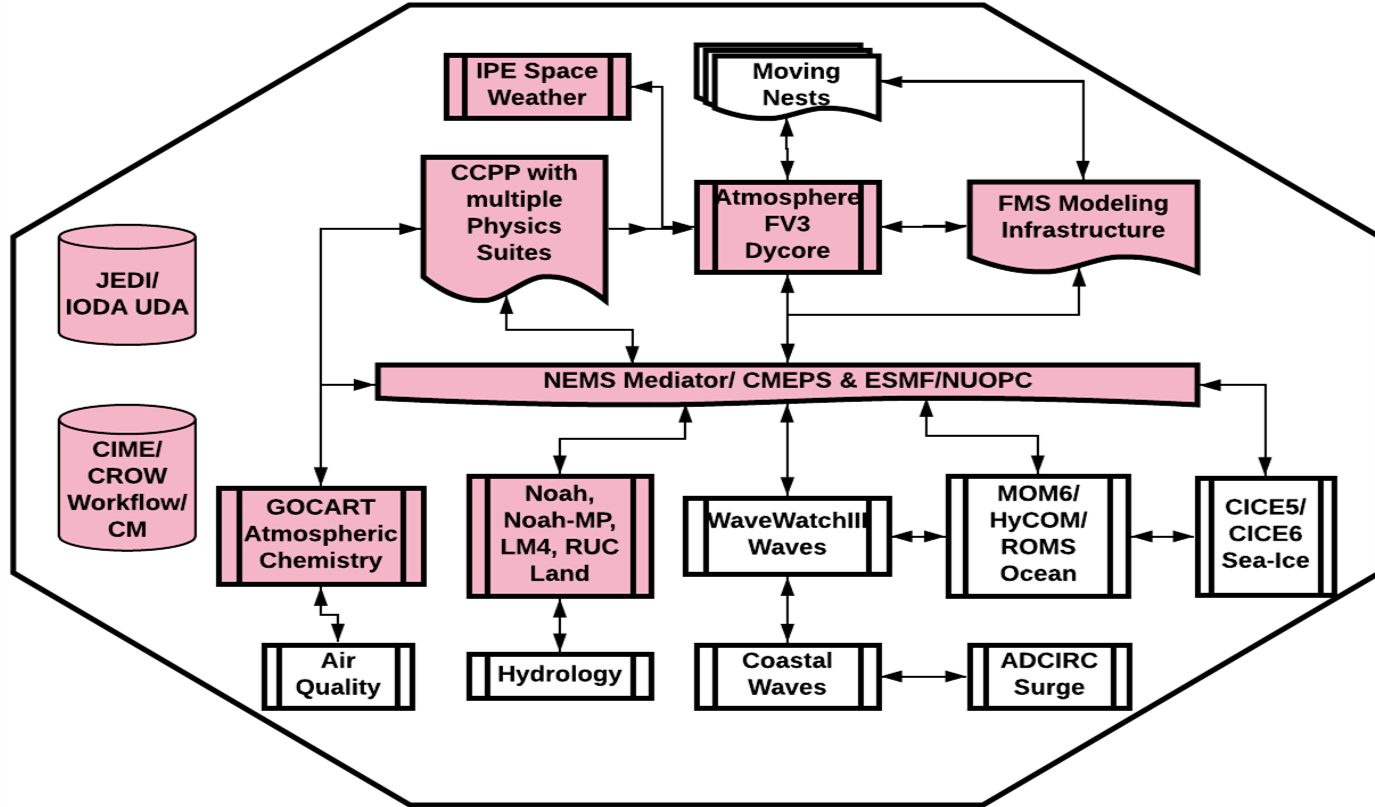 IPE Space
Weather
Moving
Nests
CCPP with
multiple
Physics
Suites
Atmosphere
FV3
Dycore
FMS Modeling
Infrastructure
JEDI/
IODA UDA
NEMS Mediator/ CMEPS & ESMF/NUOPC
CIME/
CROW
Workflow/
CM
GOCART
Atmospheric
Chemistry
Noah,
Noah-MP,
LM4, RUC
Land
WaveWatchIII
Waves
MOM6/
HyCOM/
ROMS
Ocean
CICE5/
CICE6
Sea-Ice
Air
Quality
Hydrology
Coastal
Waves
ADCIRC
Surge